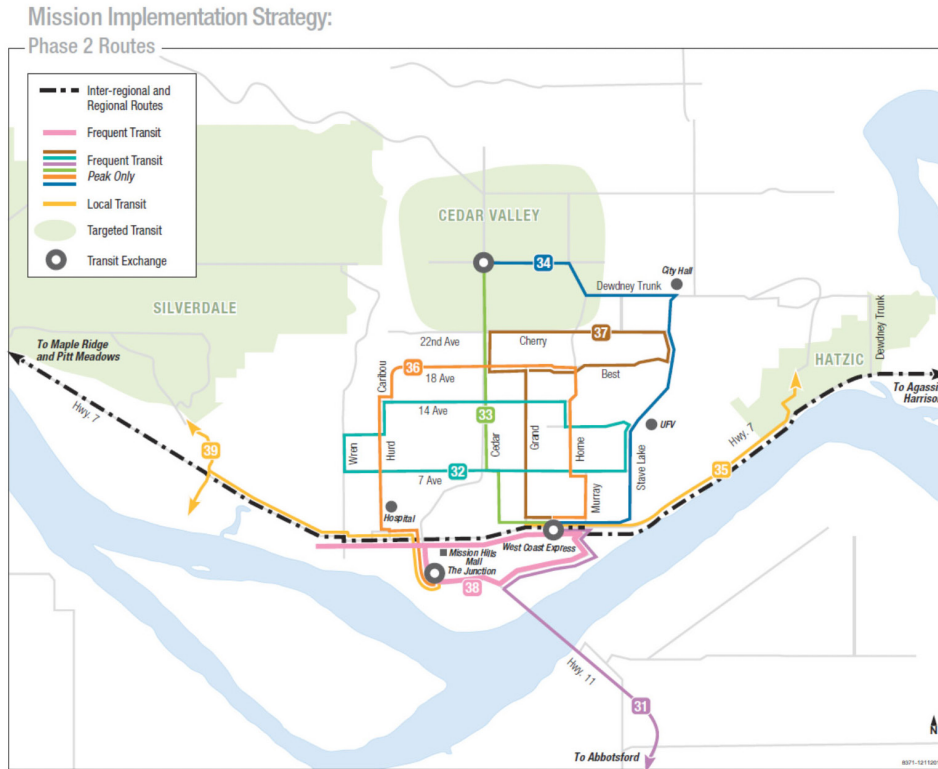 Mission Implementation Strategy:
Phase 2 Routes
Inter-regional and
Regional Routes
Frequent Transit
Frequent Transit
Peak Only
Local Transit
Targeted Transit
Transit Exchange
CEDAR VALLEY
34
City Hall
Dewdney Trunk
SILVERDALE
37
22nd Ave
Cherry
HATZIC
Dewdney Trunk
To Maple Ridge
and Pitt Meadows
Caribou
36
18 Ave
Best
To Agassi
Harriso
Hwy. 7
14 Ave
33
UFV
Hwy. 7
39
Wren
Hurd
Cedar
Grand
Horne
Stave Lake
35
32
7 Ave
Murray
Hospital
West Coast Express
Mission Hills
Mall
The Junction
38
Hwy. 11
31
To Abbotsford
N